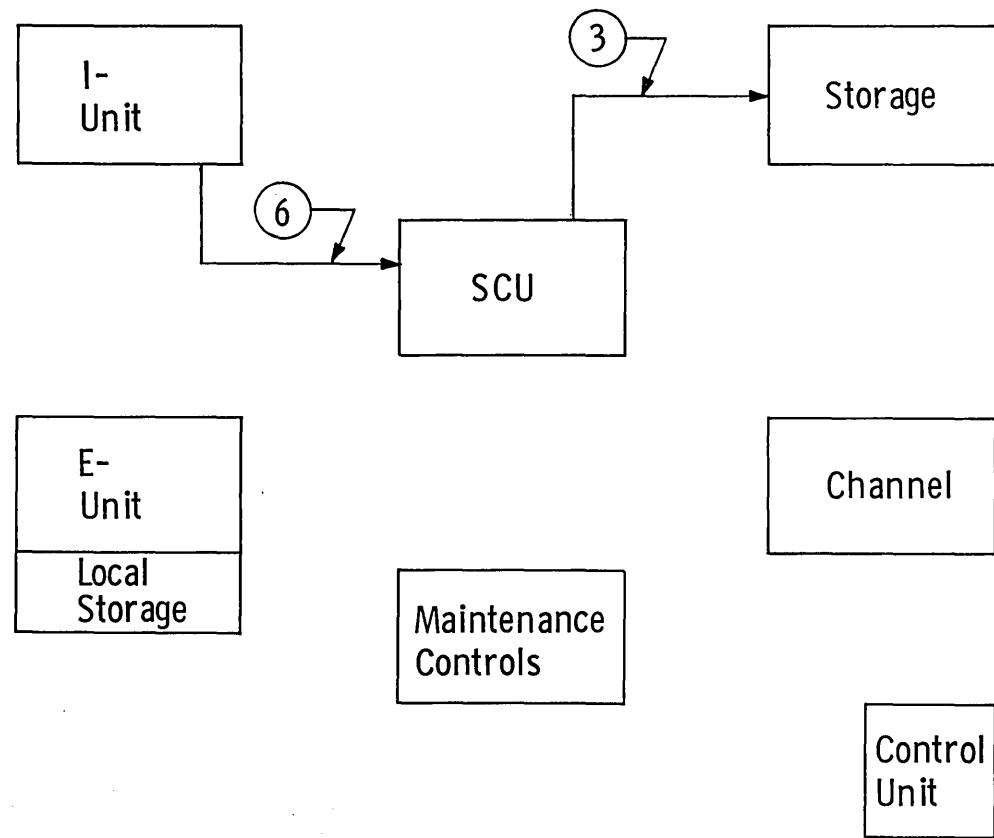 I-
Unit
3
Storage
6
SCU
E-
Unit
Local
Storage
Channel
Maintenance
Controls
Control
Unit